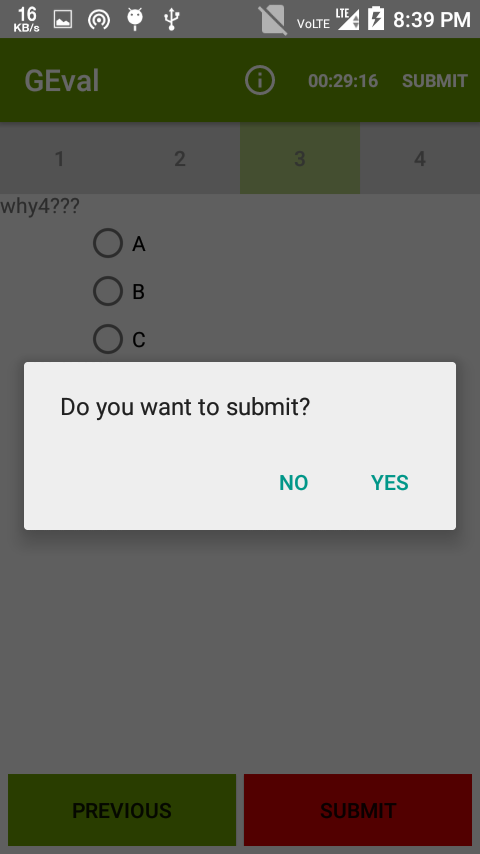 16
KB/s
VoLTE LTE 8:39 PM
GEval 00:29:16 SUBMIT
1 2 3 4
why4???
A
B
C
Do you want to submit?
NO YES
PREVIOUS SUBMIT